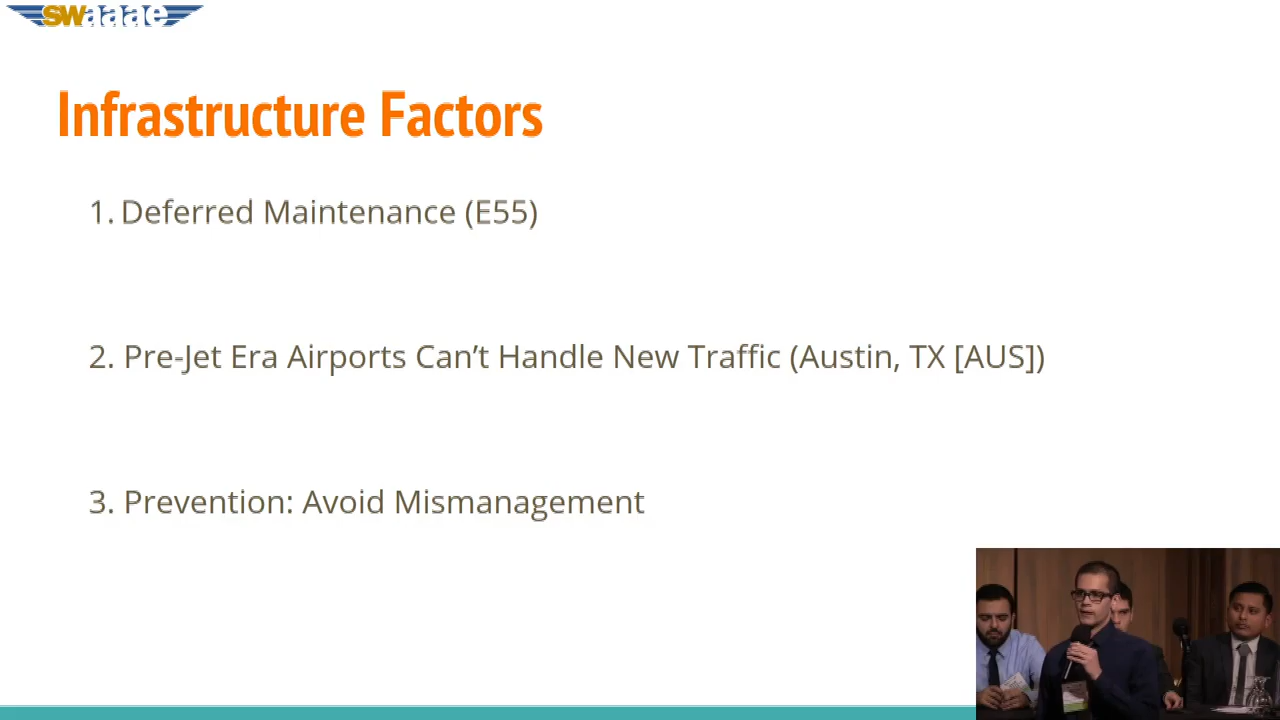 swaaae
Infrastructure Factors
1. Deferred Maintenance (E55)
2. Pre-Jet Era Airports Can’t Handle New Traffic (Austin, TX [AUS])
3. Prevention: Avoid Mismanagement